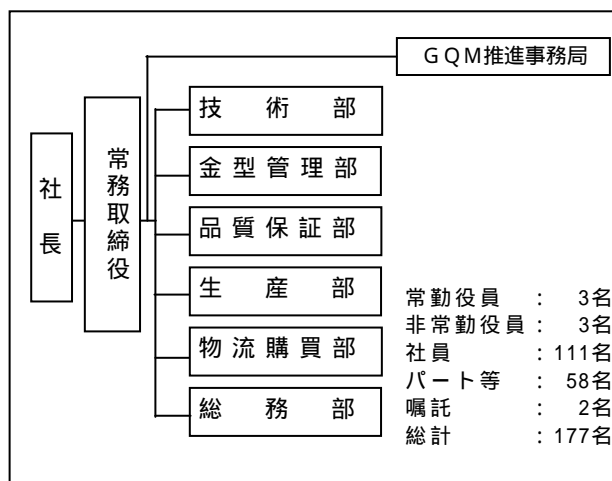 GQM推進事務局
社長
常務取締役
技術部
金型管理部
品質保証部
生産部
物流購買部
総務部
常勤役員 : 3名
非常勤役員 : 3名
社員 : 111名
パート等 : 58名
嘱託 : 2名
総計 : 177名